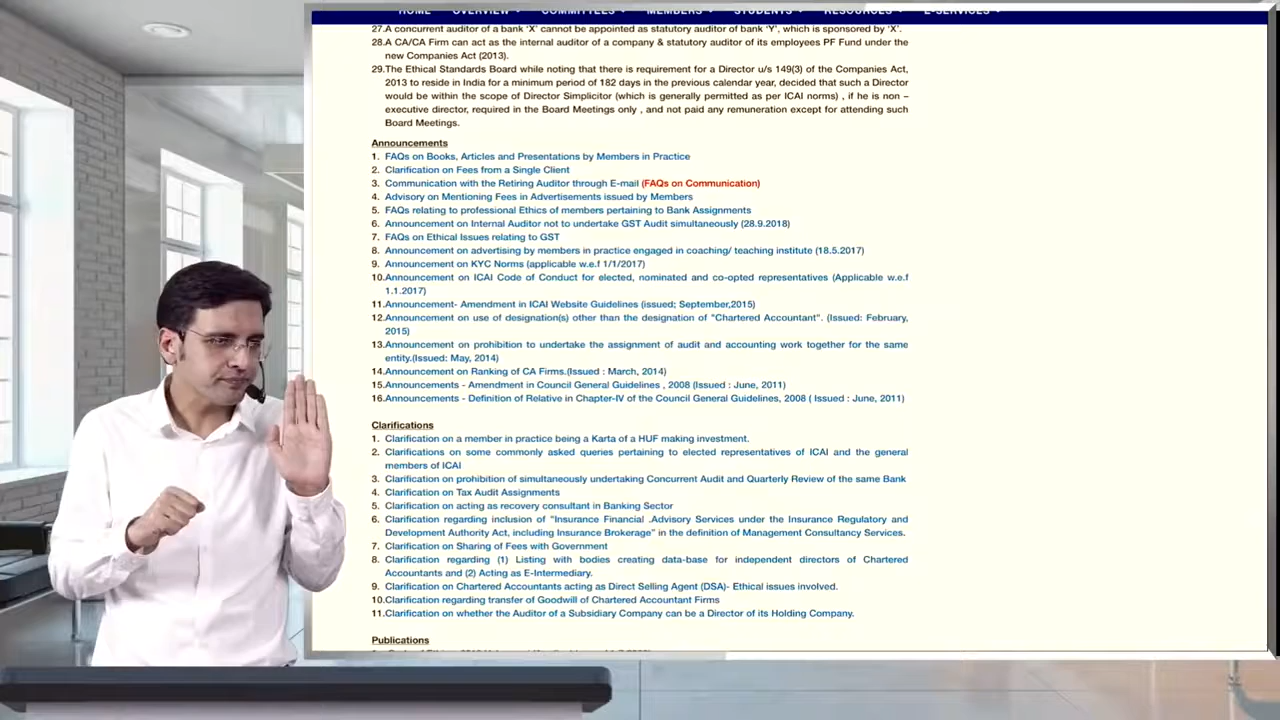 HOME OVERVIEW COMMITTEES MEMBERS STUDENTS RESOURCES E-SERVICES
27.A concurrent auditor of a bank 'X' cannot be appointed as statutory auditor of bank 'Y', which is sponsored by 'X'.
28.A CA/CA Firm can act as the internal auditor of a company & statutory auditor of its employees PF Fund under the
new Companies Act (2013).
29.The Ethical Standards Board while noting that there is requirement for a Director u/s 149(3) of the Companies Act,
2013 to reside in India for a minimum period of 182 days in the previous calendar year, decided that such a Director
would be within the scope of Director Simplicitor (which is generally permitted as per ICAI norms) , if he is non –
executive director, required in the Board Meetings only , and not paid any remuneration except for attending such
Board Meetings.
Announcements
1. FAQs on Books, Articles and Presentations by Members in Practice
2. Clarification on Fees from a Single Client
3. Communication with the Retiring Auditor through E-mail (FAQs on Communication)
4. Advisory on Mentioning Fees in Advertisements issued by Members
5. FAQs relating to professional Ethics of members pertaining to Bank Assignments
6. Announcement on Internal Auditor not to undertake GST Audit simultaneously (28.9.2018)
7. FAQs on Ethical Issues relating to GST
8. Announcement on advertising by members in practice engaged in coaching/ teaching institute (18.5.2017)
9. Announcement on KYC Norms (applicable w.e.f 1/1/2017)
10.Announcement on ICAI Code of Conduct for elected, nominated and co-opted representatives (Applicable w.e.f
1.1.2017)
11.Announcement- Amendment in ICAI Website Guidelines (issued; September,2015)
12.Announcement on use of designation(s) other than the designation of "Chartered Accountant". (Issued: February,
2015)
13.Announcement on prohibition to undertake the assignment of audit and accounting work together for the same
entity.(Issued: May, 2014)
14.Announcement on Ranking of CA Firms.(Issued : March, 2014)
15.Announcements - Amendment in Council General Guidelines , 2008 (Issued : June, 2011)
16.Announcements - Definition of Relative in Chapter-IV of the Council General Guidelines, 2008 ( Issued : June, 2011)
Clarifications
1. Clarification on a member in practice being a Karta of a HUF making investment.
2. Clarifications on some commonly asked queries pertaining to elected representatives of ICAI and the general
members of ICAI
3. Clarification on prohibition of simultaneously undertaking Concurrent Audit and Quarterly Review of the same Bank
4. Clarification on Tax Audit Assignments
5. Clarification on acting as recovery consultant in Banking Sector
6. Clarification regarding inclusion of "Insurance Financial .Advisory Services under the Insurance Regulatory and
Development Authority Act, including Insurance Brokerage" in the definition of Management Consultancy Services.
7. Clarification on Sharing of Fees with Government
8. Clarification regarding (1) Listing with bodies creating data-base for independent directors of Chartered
Accountants and (2) Acting as E-Intermediary.
9. Clarification on Chartered Accountants acting as Direct Selling Agent (DSA)- Ethical issues involved.
10.Clarification regarding transfer of Goodwill of Chartered Accountant Firms
11.Clarification on whether the Auditor of a Subsidiary Company can be a Director of its Holding Company.
Publications